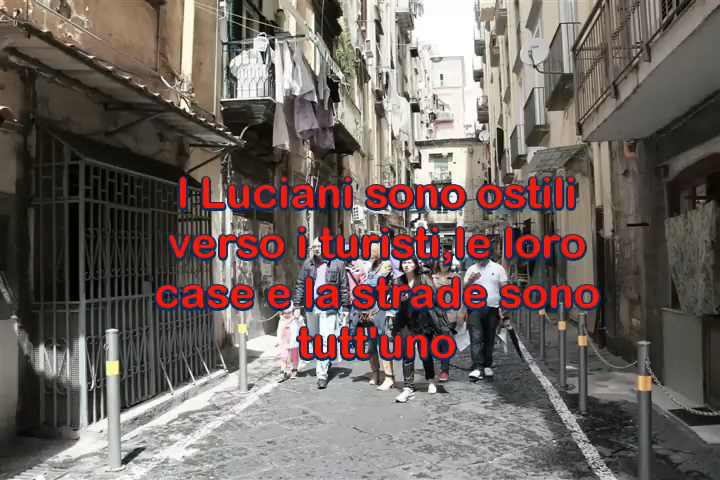 I Luciani sono ostili
verso i turisti,le loro
case e la strade sono
tutt'uno